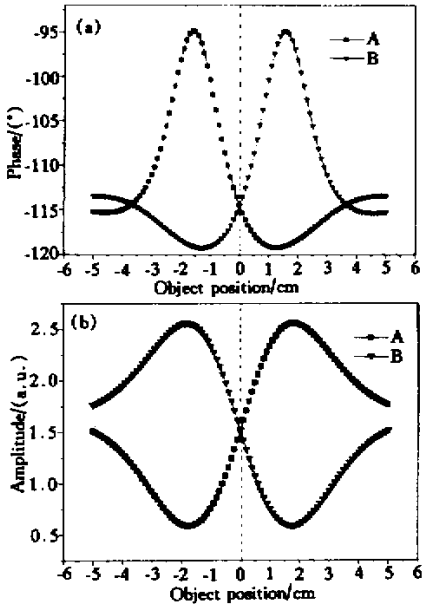 (a)
A
B
-95
-100
-105
-110
-115
-120
Phase/(°)
-6 -5 -4 -3 -2 -1 0 1 2 3 4 5 6
Object position/cm
(b)
A
B
2.5
2.0
1.5
1.0
0.5
Amplitude/(a.u.)
-6 -5 -4 -3 -2 -1 0 1 2 3 4 5 6
Object position/cm